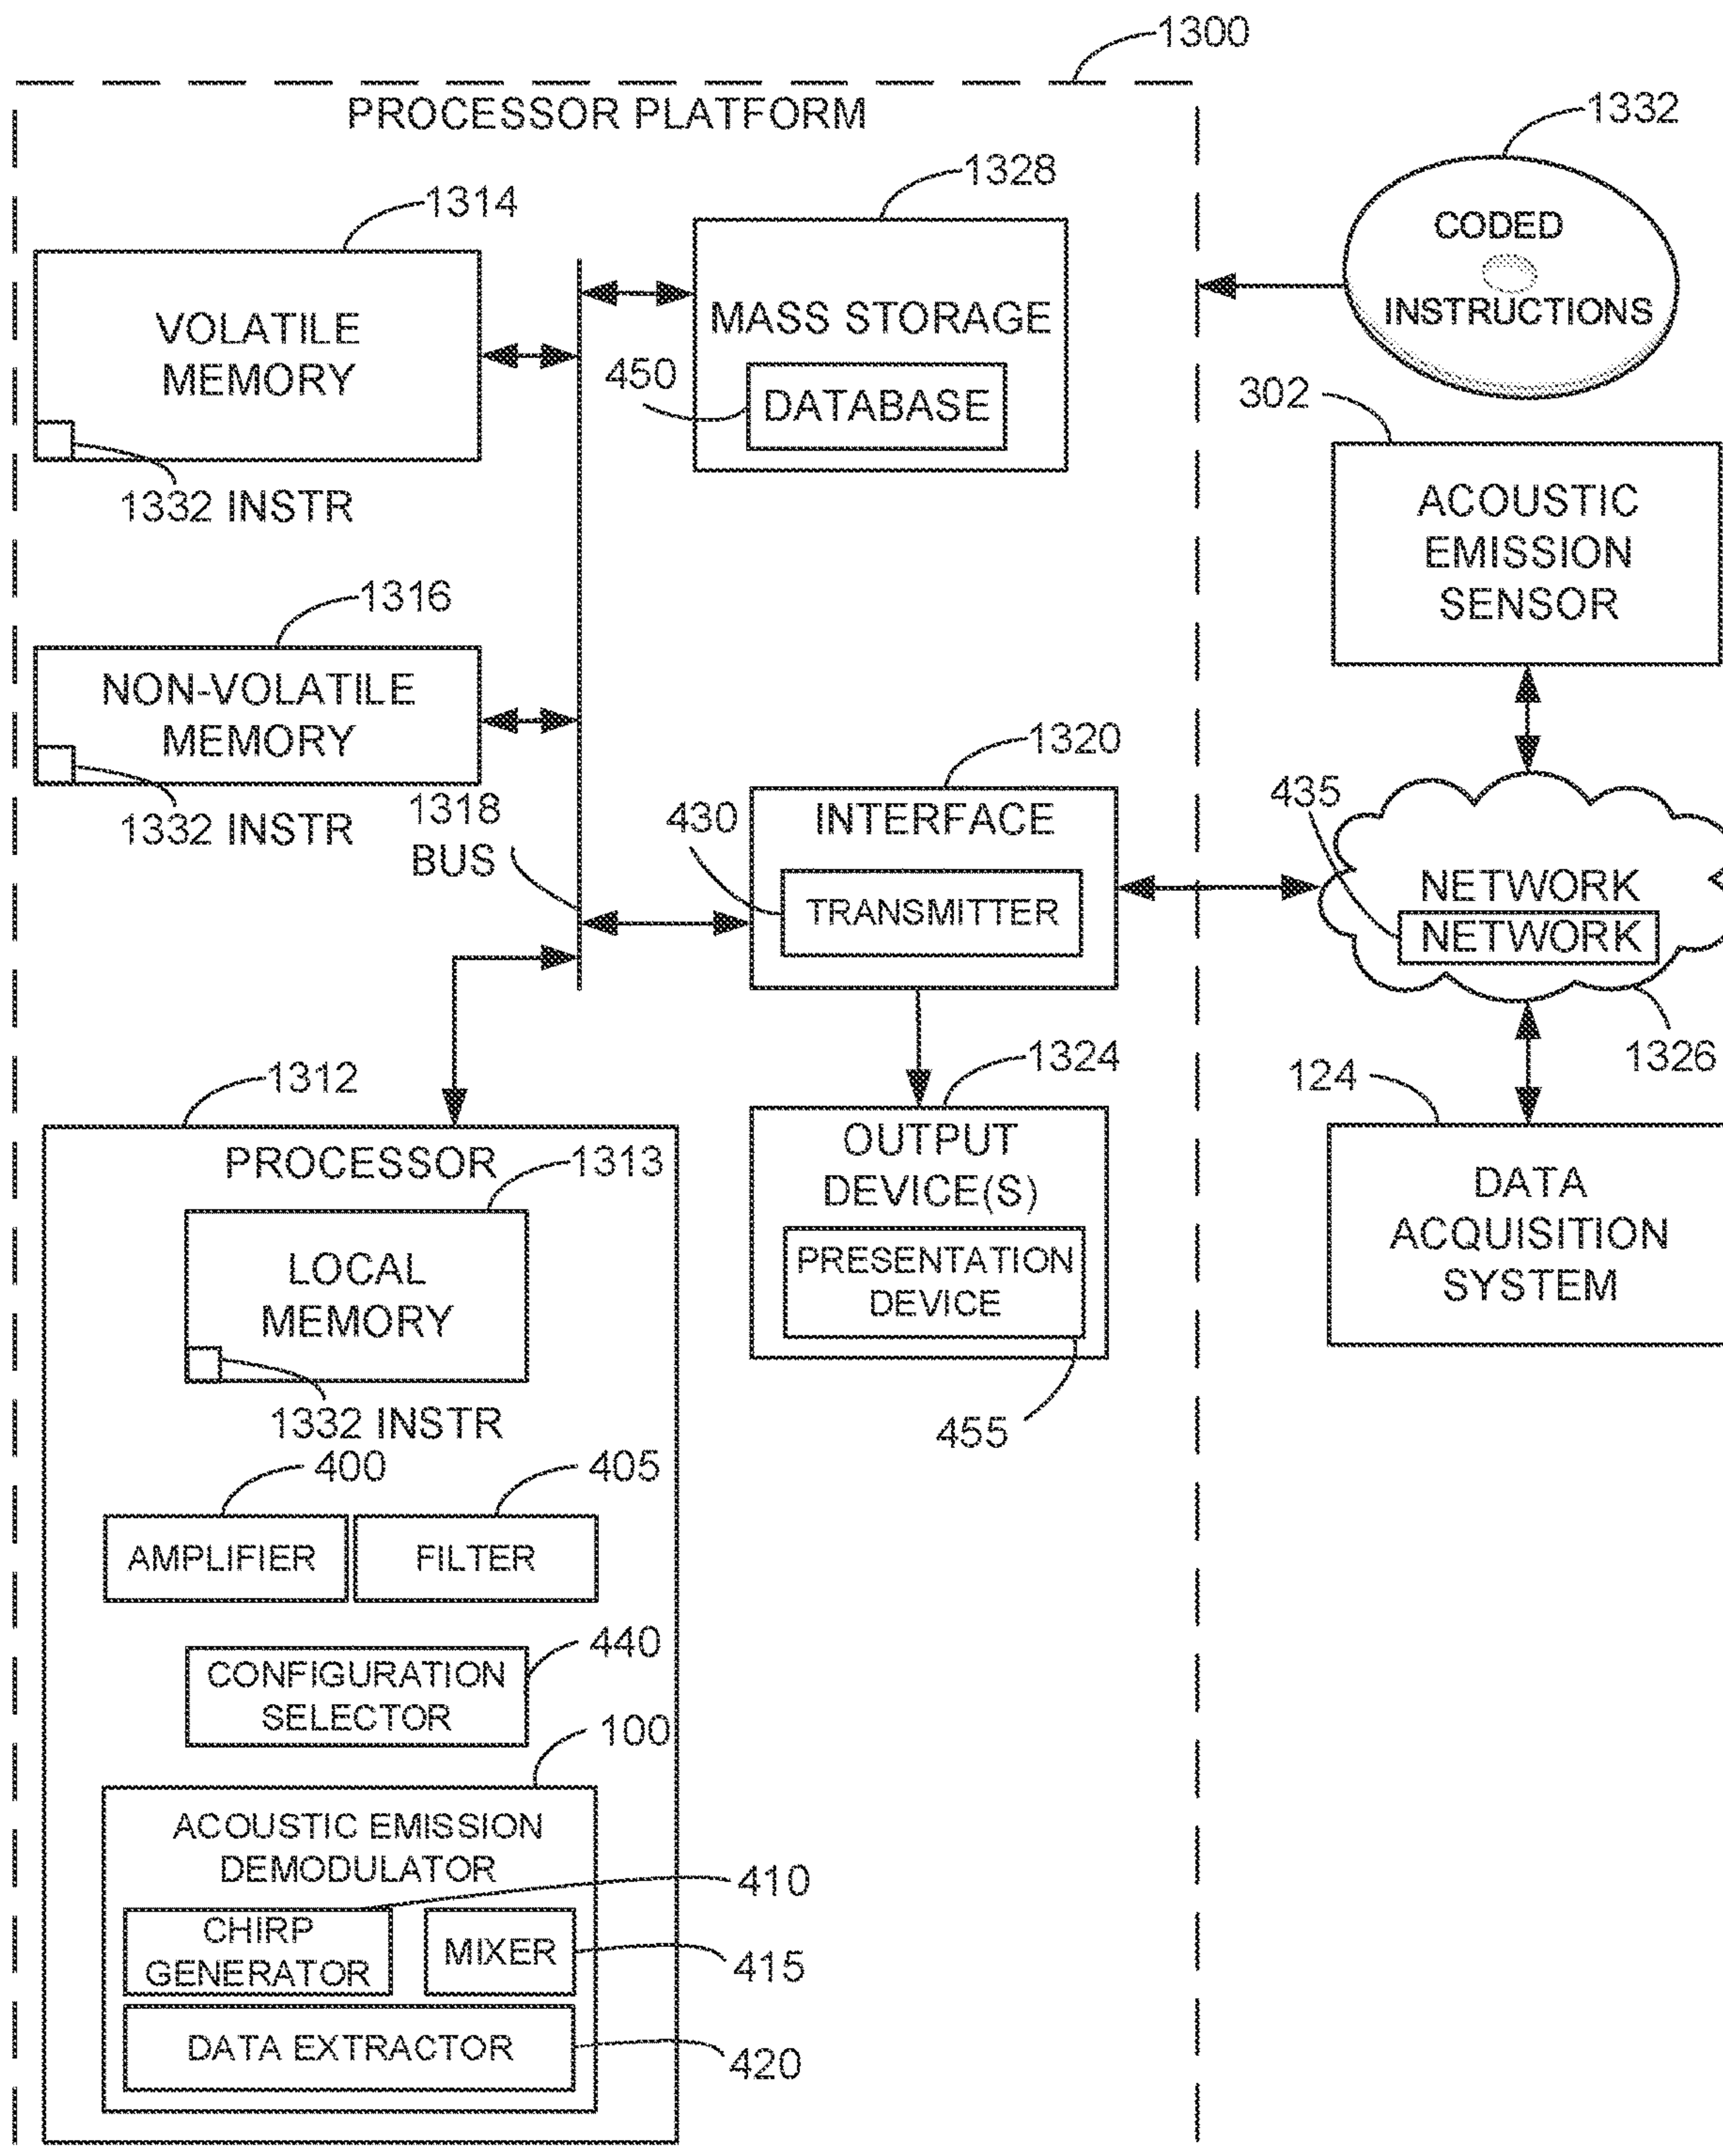 1300
PROCESSOR PLATFORM
1332
CODED
INSTRUCTIONS
1314
VOLATILE
MEMORY
1332 INSTR
1328
MASS STORAGE
450
DATABASE
302
ACOUSTIC
EMISSION
SENSOR
1316
NON-VOLATILE
MEMORY
1332 INSTR
1318
BUS
1320
INTERFACE
430
TRANSMITTER
435
NETWORK
NETWORK
1326
1312
PROCESSOR
1313
LOCAL
MEMORY
1332 INSTR
1324
OUTPUT
DEVICE(S)
PRESENTATION
DEVICE
455
124
DATA
ACQUISITION
SYSTEM
400
AMPLIFIER
405
FILTER
440
CONFIGURATION
SELECTOR
100
ACOUSTIC EMISSION
DEMODULATOR
410
CHIRP
GENERATOR
MIXER
415
DATA EXTRACTOR
420